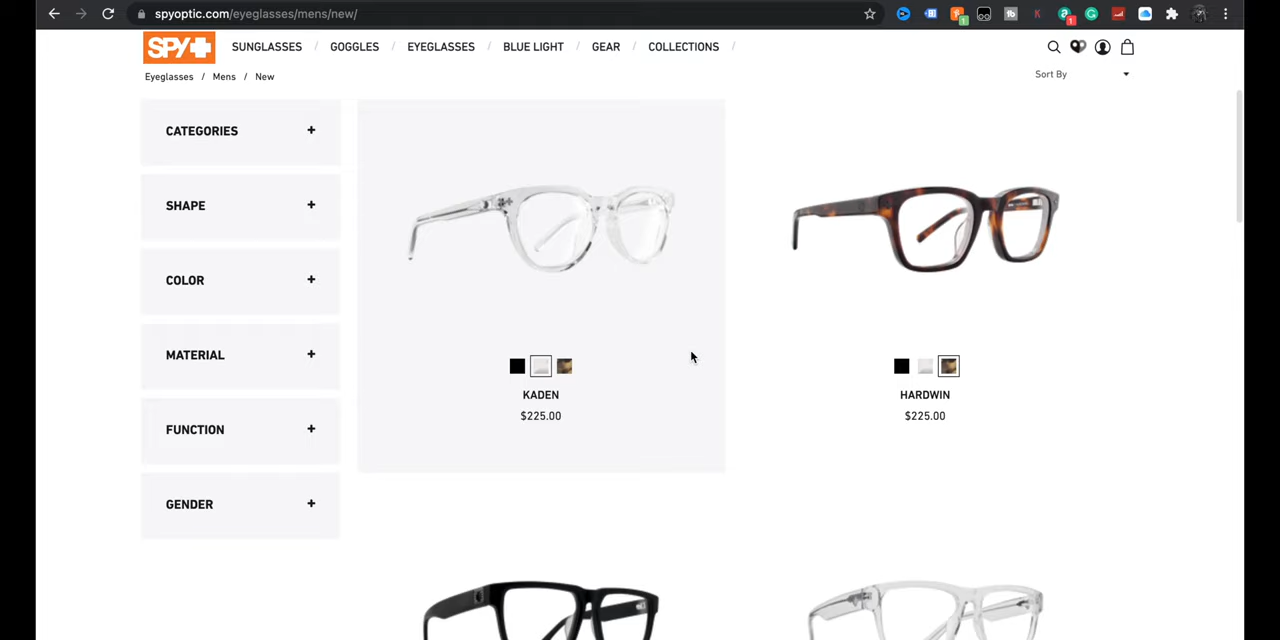 spyoptic.com/eyeglasses/mens/new/
SPY+ SUNGLASSES / GOGGLES / EYEGLASSES / BLUE LIGHT / GEAR / COLLECTIONS /
Eyeglasses / Mens / New
Sort By
CATEGORIES +
SHAPE +
COLOR +
MATERIAL +
FUNCTION +
GENDER +
KADEN
$225.00
HARDWIN
$225.00